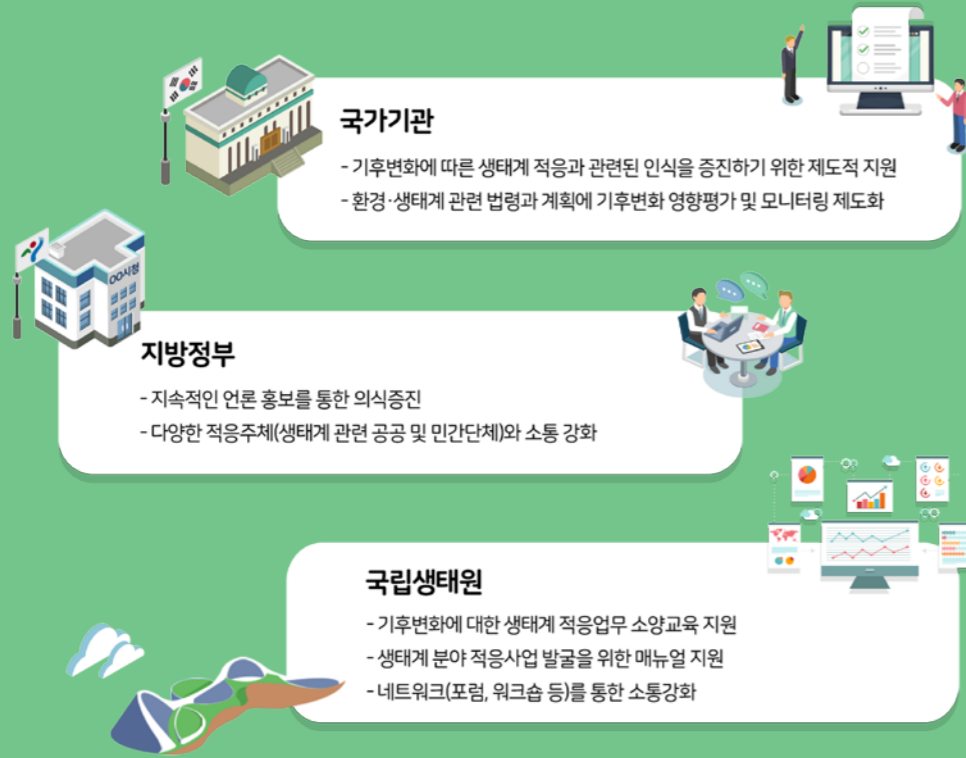 국가기관
- 기후변화에 따른 생태계 적응과 관련된 인식을 증진하기 위한 제도적 지원
- 환경·생태계 관련 법령과 계획에 기후변화 영향평가 및 모니터링 제도화
OO시청
지방정부
- 지속적인 언론 홍보를 통한 의식증진
- 다양한 적응주체(생태계 관련 공공 및 민간단체)와 소통 강화
국립생태원
- 기후변화에 대한 생태계 적응업무 소양교육 지원
- 생태계 분야 적응사업 발굴을 위한 매뉴얼 지원
- 네트워크(포럼, 워크숍 등)를 통한 소통강화